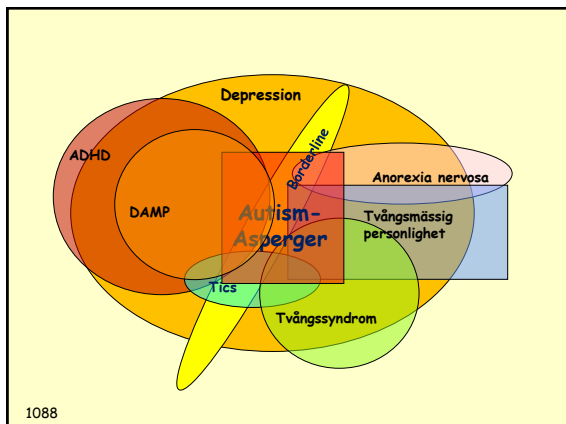 Depression
ADHD
Borderline
Anorexia nervosa
DAMP
Autism-
Asperger
Tvångsmässig
personlighet
Tics
Tvångssyndrom
1088